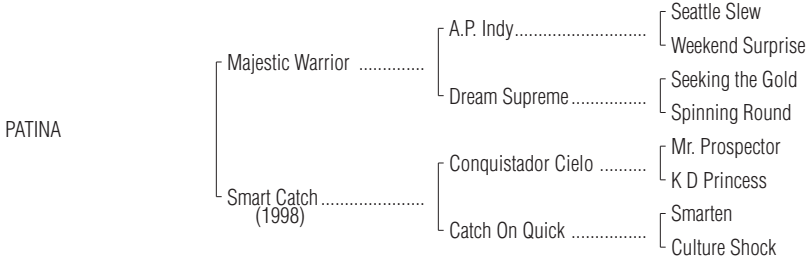 Seattle Slew
A.P. Indy..............................
Weekend Surprise
Majestic Warrior ...............
Seeking the Gold
Dream Supreme.................
Spinning Round
PATINA
Mr. Prospector
Conquistador Cielo ..........
K D Princess
Smart Catch.......................
(1998)
Smarten
Catch On Quick ................
Culture Shock